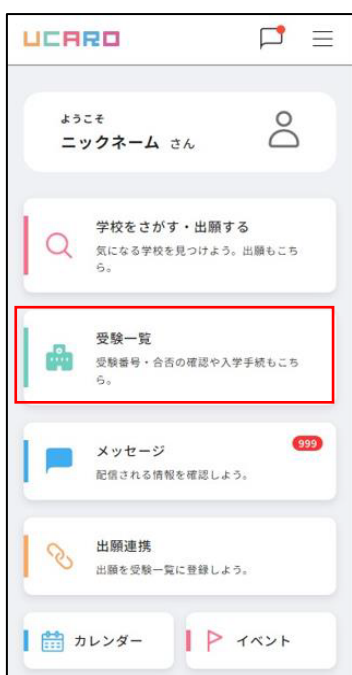 UCARO
ようこそ
ニックネーム さん
学校をさがす・出願する
気になる学校を見つけよう。出願もこち
ら。
受験一覧
受験番号・合否の確認や入学手続もこち
ら。
メッセージ
999
配信される情報を確認しよう。
出願連携
出願を受験一覧に登録しよう。
カレンダー
イベント